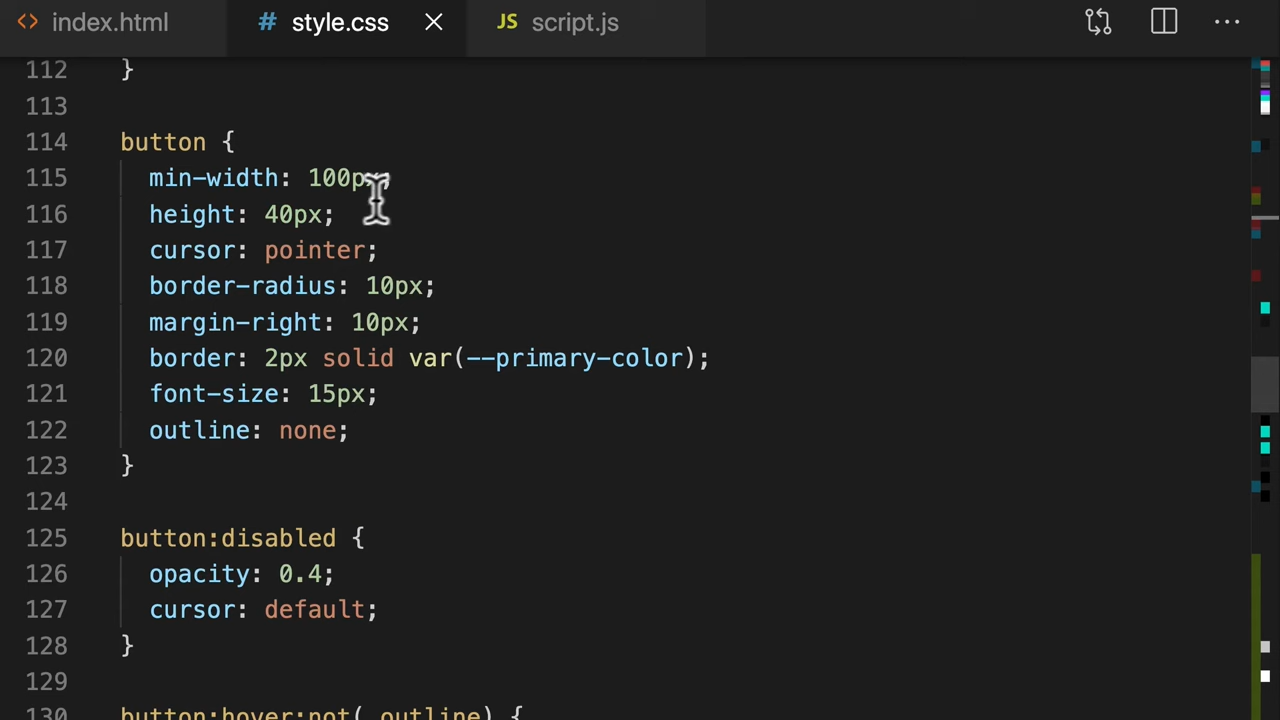 <> index.html # style.css × JS script.js ...
112 }
113
114 button {
115 min-width: 100p
116 height: 40px;
117 cursor: pointer;
118 border-radius: 10px;
119 margin-right: 10px;
120 border: 2px solid var(--primary-color);
121 font-size: 15px;
122 outline: none;
123 }
124
125 button:disabled {
126 opacity: 0.4;
127 cursor: default;
128 }
129
130 button:hover:not(.outline) {